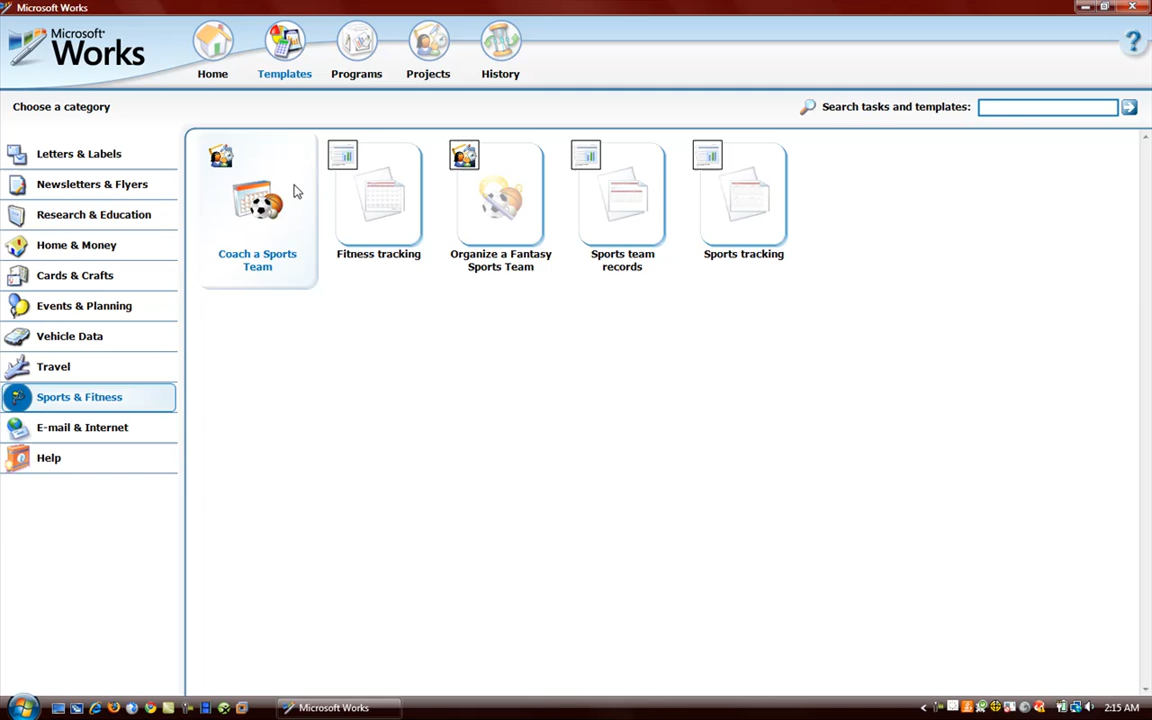 Microsoft Works
Microsoft®
Works
Home
Templates
Programs
Projects
History
?
Choose a category
Search tasks and templates:
Letters & Labels
Newsletters & Flyers
Research & Education
Home & Money
Cards & Crafts
Events & Planning
Vehicle Data
Travel
Sports & Fitness
E-mail & Internet
Help
Coach a Sports
Team
Fitness tracking
Organize a Fantasy
Sports Team
Sports team
records
Sports tracking
Microsoft Works
2:15 AM